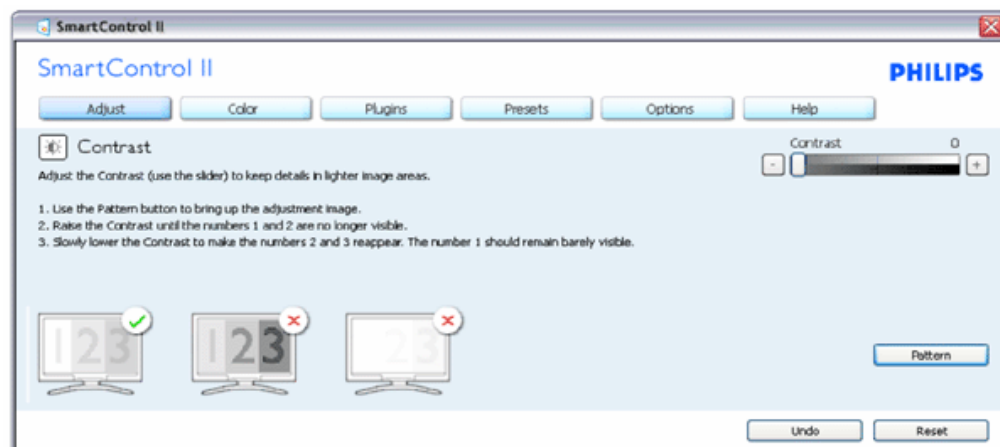 SmartControl II
SmartControl II
PHILIPS
Adjust Color Plugins Presets Options Help
Contrast
Contrast 0
- +
Adjust the Contrast (use the slider) to keep details in lighter image areas.
1. Use the Pattern button to bring up the adjustment image.
2. Raise the Contrast until the numbers 1 and 2 are no longer visible.
3. Slowly lower the Contrast to make the numbers 2 and 3 reappear. The number 1 should remain barely visible.
123 123 23
Pattern
Undo Reset